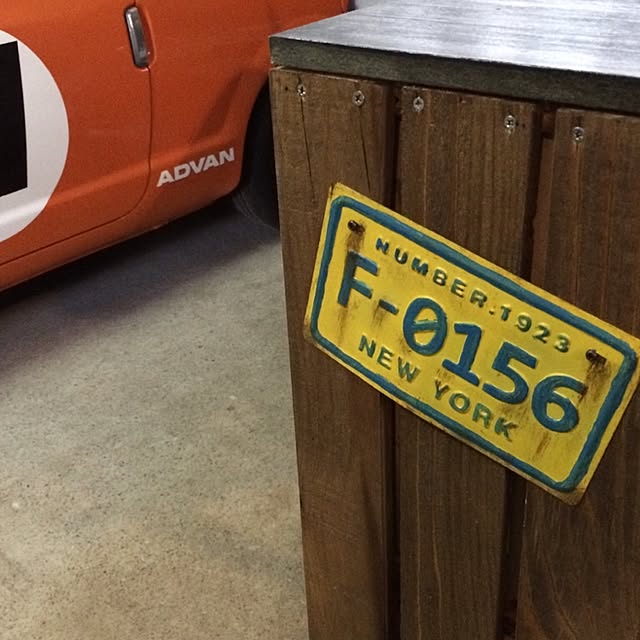 ADVAN
NUMBER.1923
F-0156
NEW YORK